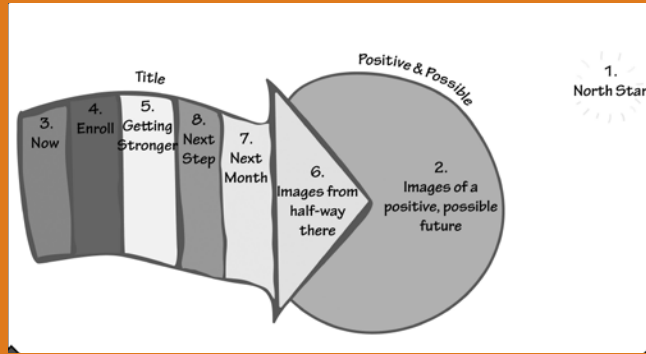 Title
Positive & Possible
1.
North Star
3.
Now
4.
Enroll
5.
Getting
Stronger
8.
Next
Step
7.
Next
Month
6.
Images from
half-way
there
2.
Images of a
positive, possible
future